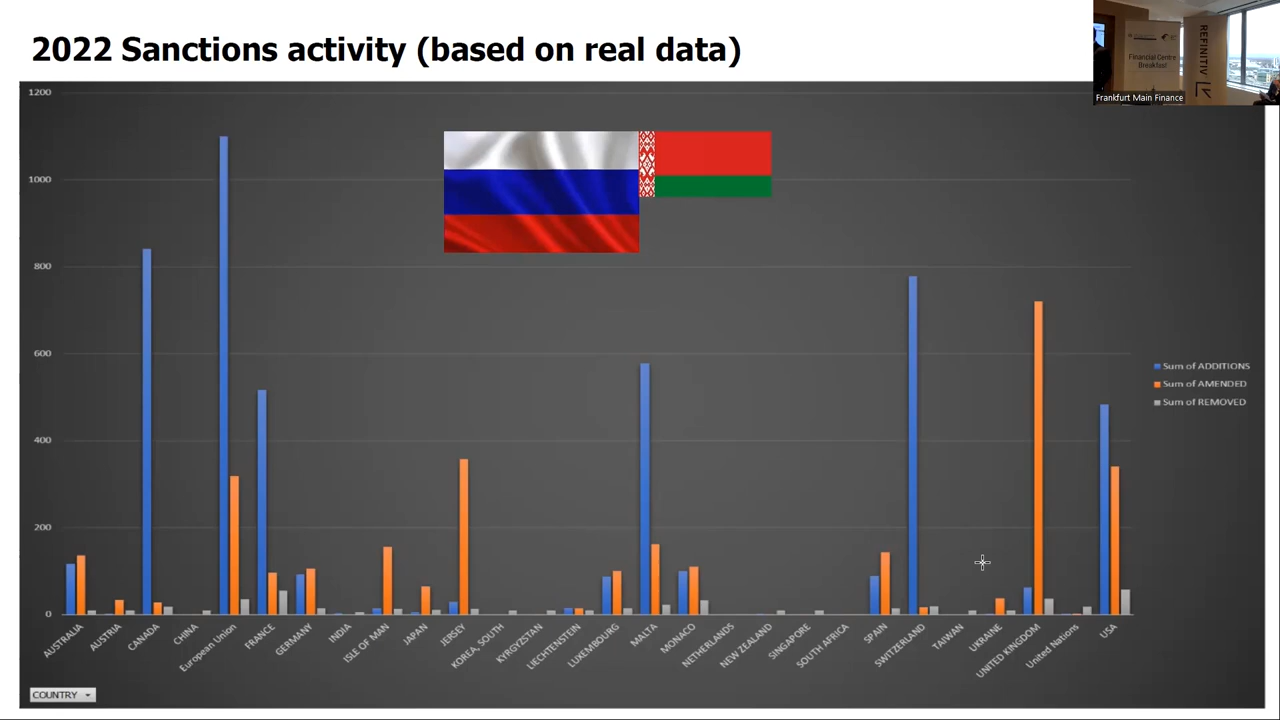 2022 Sanctions activity (based on real data)
Financial Centre
Breakfast
REFINITIV
Frankfurt Main Finance
1200
1000
800
600
400
200
0
Sum of ADDITIONS
Sum of AMENDED
Sum of REMOVED
AUSTRALIA
AUSTRIA
CANADA
CHINA
European Union
FRANCE
GERMANY
INDIA
ISLE OF MAN
JAPAN
JERSEY
KOREA, SOUTH
KYRGYZSTAN
LIECHTENSTEIN
LUXEMBOURG
MALTA
MONACO
NETHERLANDS
NEW ZEALAND
SINGAPORE
SOUTH AFRICA
SPAIN
SWITZERLAND
TAIWAN
UKRAINE
UNITED KINGDOM
United Nations
USA
COUNTRY